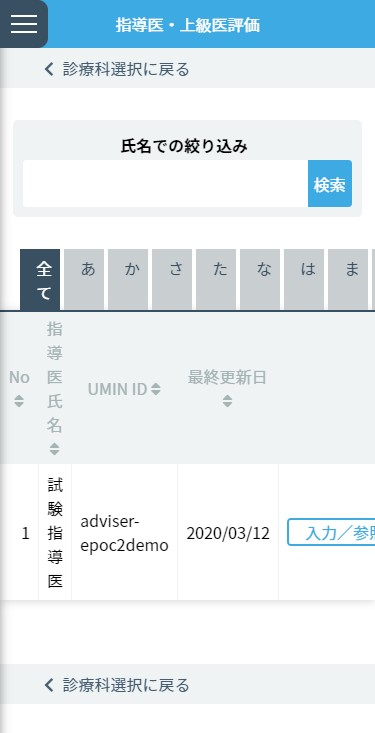 指導医・上級医評価
診療科選択に戻る
氏名での絞り込み
検索
全て
あ
か
さ
た
な
は
ま
No
指導医氏名
UMIN ID
最終更新日
1
試験指導医
adviser-
epoc2demo
2020/03/12
入力／参照
診療科選択に戻る